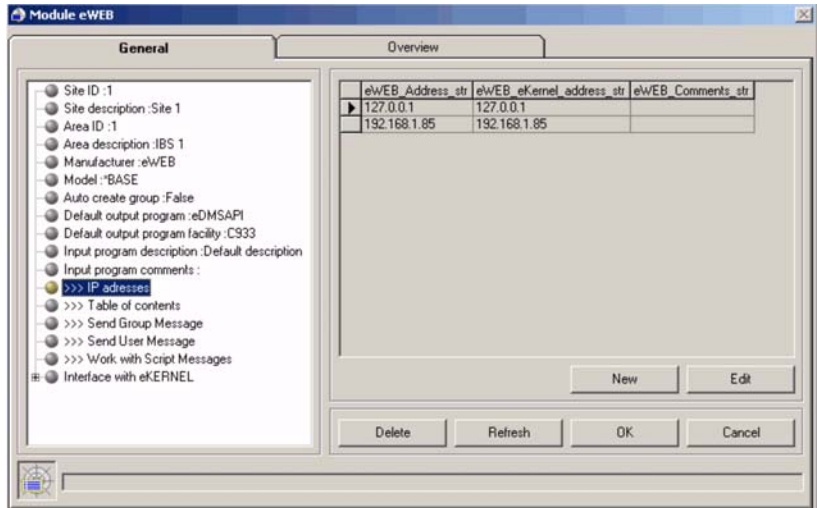 Module eWEB
General
Overview
Site ID :1
Site description :Site 1
Area ID :1
Area description :IBS 1
Manufacturer :eWEB
Model :*BASE
Auto create group :False
Default output program :eDMSAPI
Default output program facility :C933
Input program description :Default description
Input program comments :
>>> IP adresses
>>> Table of contents
>>> Send Group Message
>>> Send User Message
>>> Work with Script Messages
Interface with eKERNEL
eWEB_Address_str eWEB_eKernel_address_str eWEB_Comments_str
127.0.0.1 127.0.0.1
192.168.1.85 192.168.1.85
New Edit
Delete Refresh OK Cancel